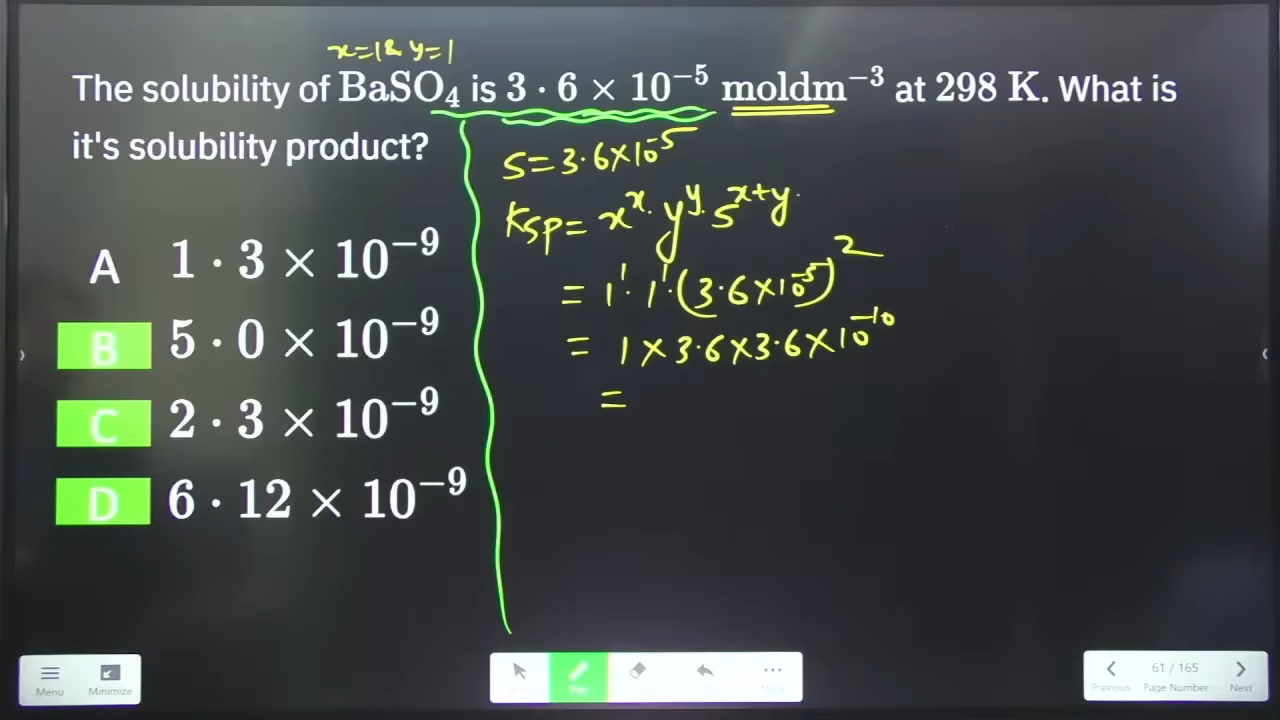 x=1 & y=1
The solubility of BaSO₄ is 3·6 × 10⁻⁵ moldm⁻³ at 298 K. What is
it's solubility product?
S=3.6×10⁻⁵
Ksp= xˣ. yʸ. Sˣ⁺ʸ.
= 1¹. 1¹.(3.6×10⁻⁵)²
= 1×3.6×3.6×10⁻¹⁰
=
A 1·3 × 10⁻⁹
B 5·0 × 10⁻⁹
C 2·3 × 10⁻⁹
D 6·12 × 10⁻⁹
Menu
Minimize
Pen
Previous
61 / 165
Page Number
Next